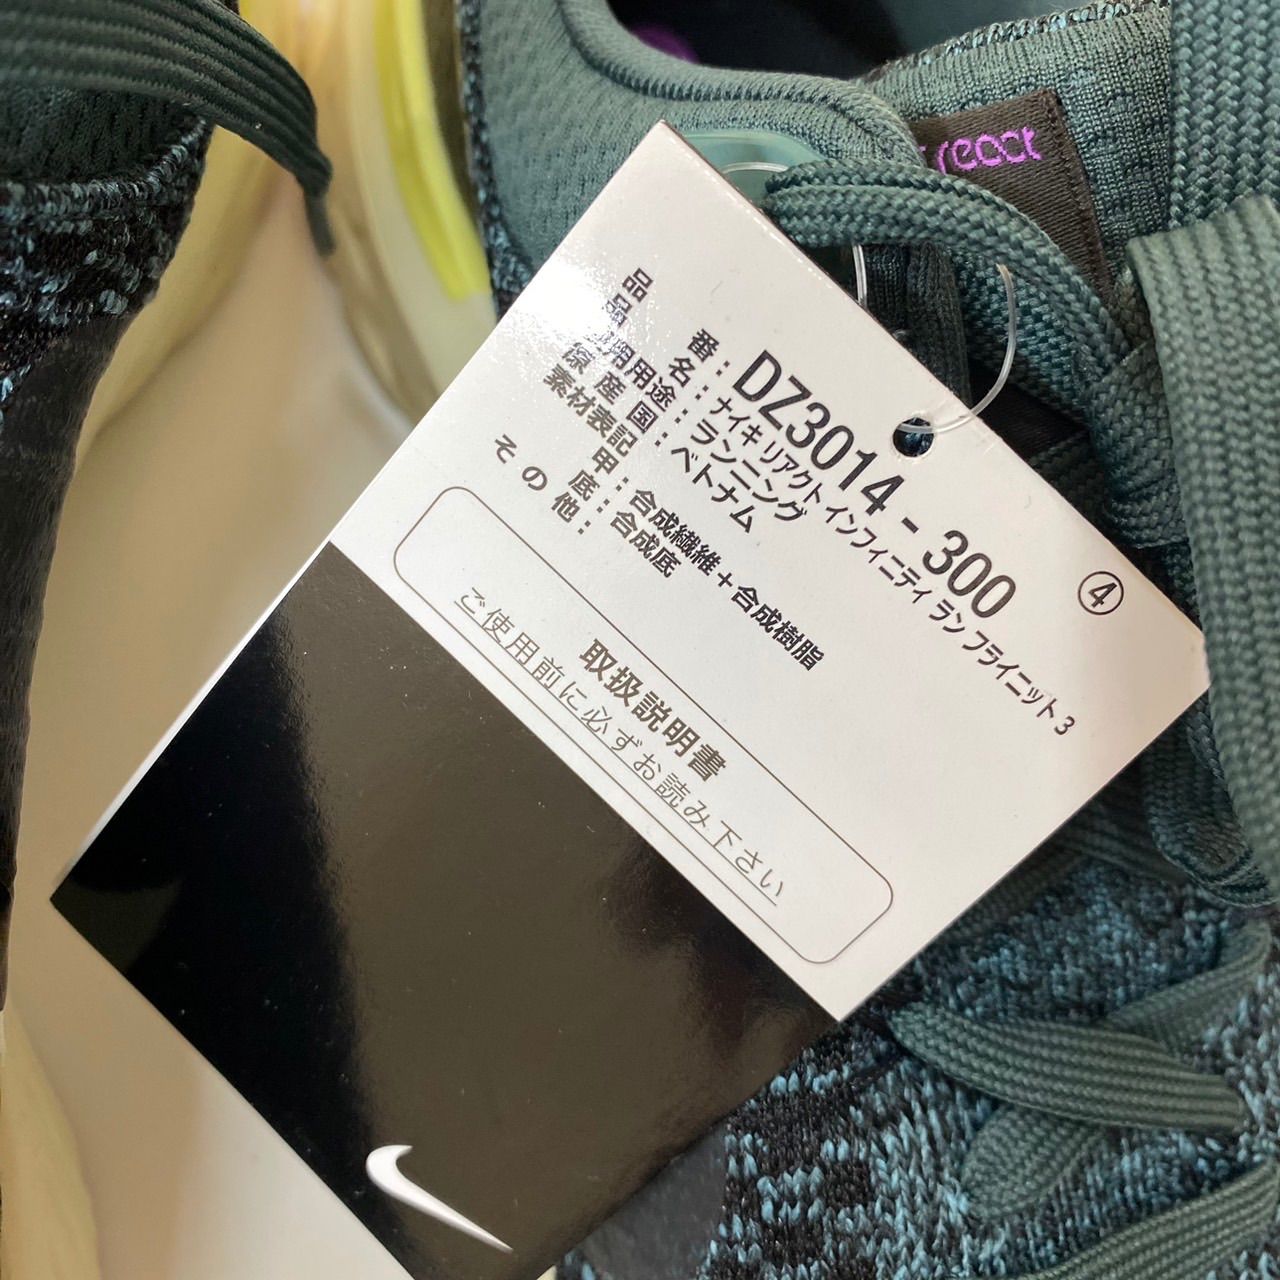 react
④
品番：DZ3014-300
品名：ナイキ リアクト インフィニティ ラン フライニット 3
使用用途：ランニング
原産国：ベトナム
素材表記
甲：合成繊維＋合成樹脂
底：合成底
その他：
取扱説明書
ご使用前に必ずお読み下さい